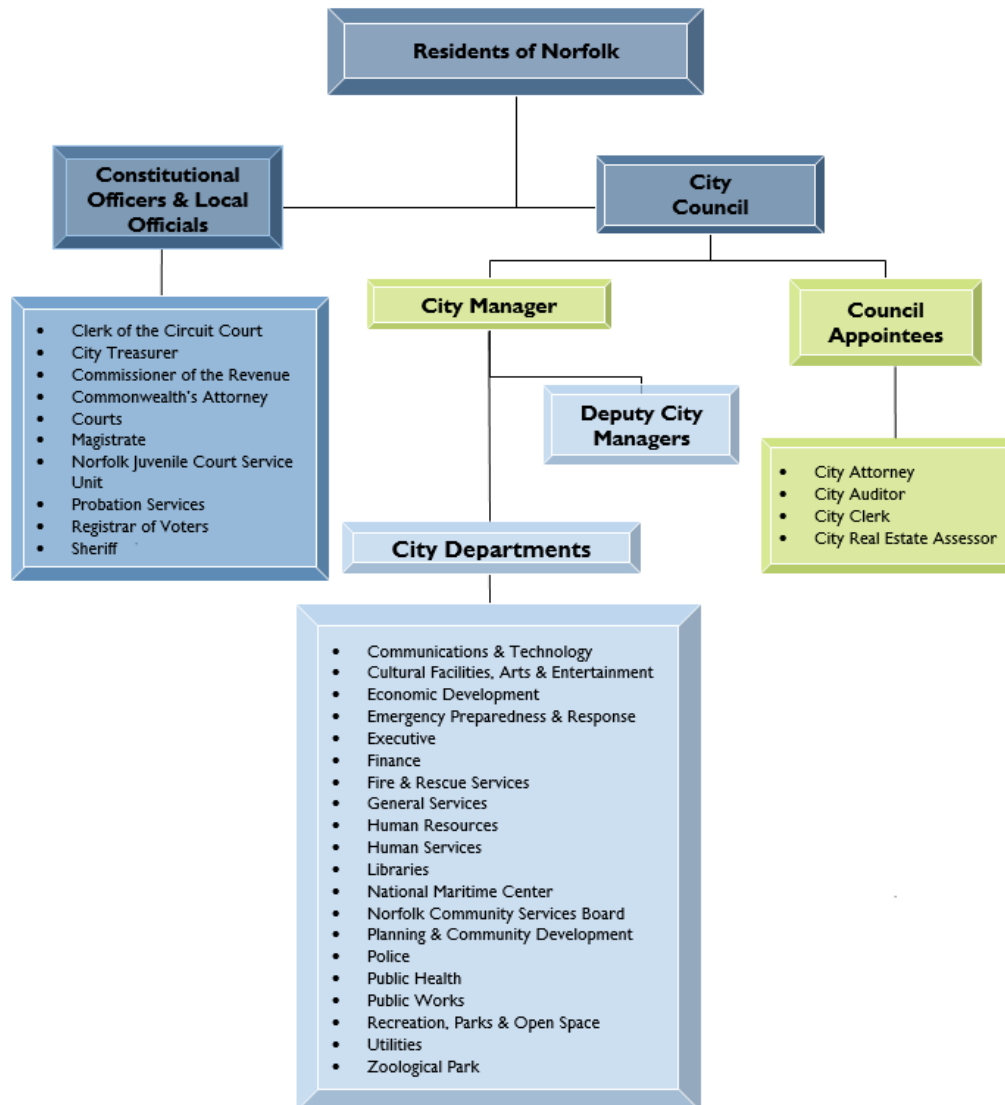 Residents of Norfolk
Constitutional
Officers & Local
Officials
City
Council
• Clerk of the Circuit Court
• City Treasurer
• Commissioner of the Revenue
• Commonwealth's Attorney
• Courts
• Magistrate
• Norfolk Juvenile Court Service
Unit
• Probation Services
• Registrar of Voters
• Sheriff
City Manager
Council
Appointees
Deputy City
Managers
• City Attorney
• City Auditor
• City Clerk
• City Real Estate Assessor
City Departments
• Communications & Technology
• Cultural Facilities, Arts & Entertainment
• Economic Development
• Emergency Preparedness & Response
• Executive
• Finance
• Fire & Rescue Services
• General Services
• Human Resources
• Human Services
• Libraries
• National Maritime Center
• Norfolk Community Services Board
• Planning & Community Development
• Police
• Public Health
• Public Works
• Recreation, Parks & Open Space
• Utilities
• Zoological Park